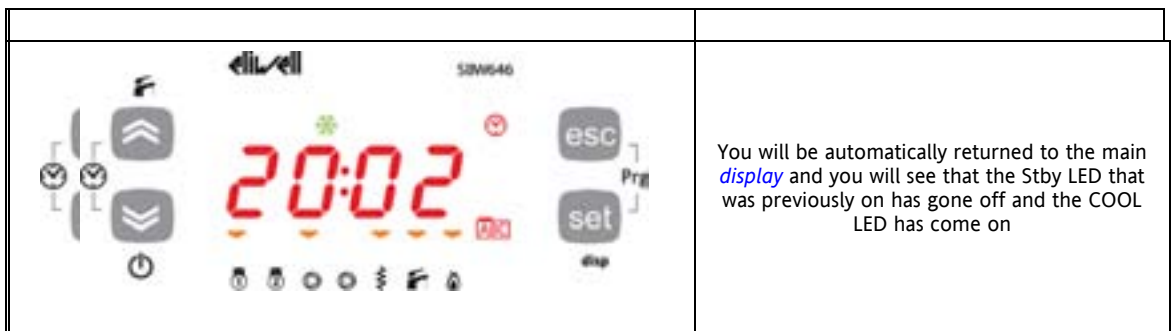 eliwell
SBW646
esc
20:02
Prg
set
ABC
disp
You will be automatically returned to the main
display and you will see that the Stby LED that
was previously on has gone off and the COOL
LED has come on